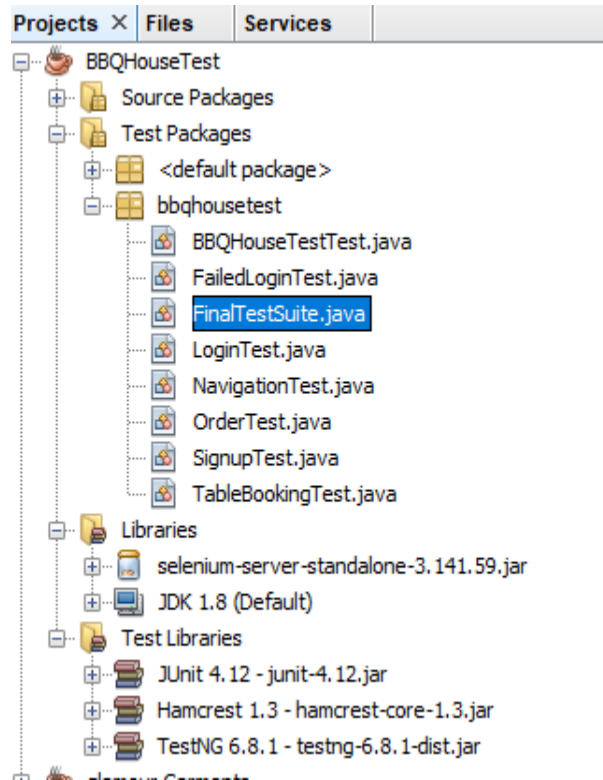 Projects × Files Services
BBQHouseTest
Source Packages
Test Packages
<default package>
bbqhousetest
BBQHouseTestTest.java
FailedLoginTest.java
FinalTestSuite.java
LoginTest.java
NavigationTest.java
OrderTest.java
SignupTest.java
TableBookingTest.java
Libraries
selenium-server-standalone-3.141.59.jar
JDK 1.8 (Default)
Test Libraries
JUnit 4.12 - junit-4.12.jar
Hamcrest 1.3 - hamcrest-core-1.3.jar
TestNG 6.8.1 - testng-6.8.1-dist.jar